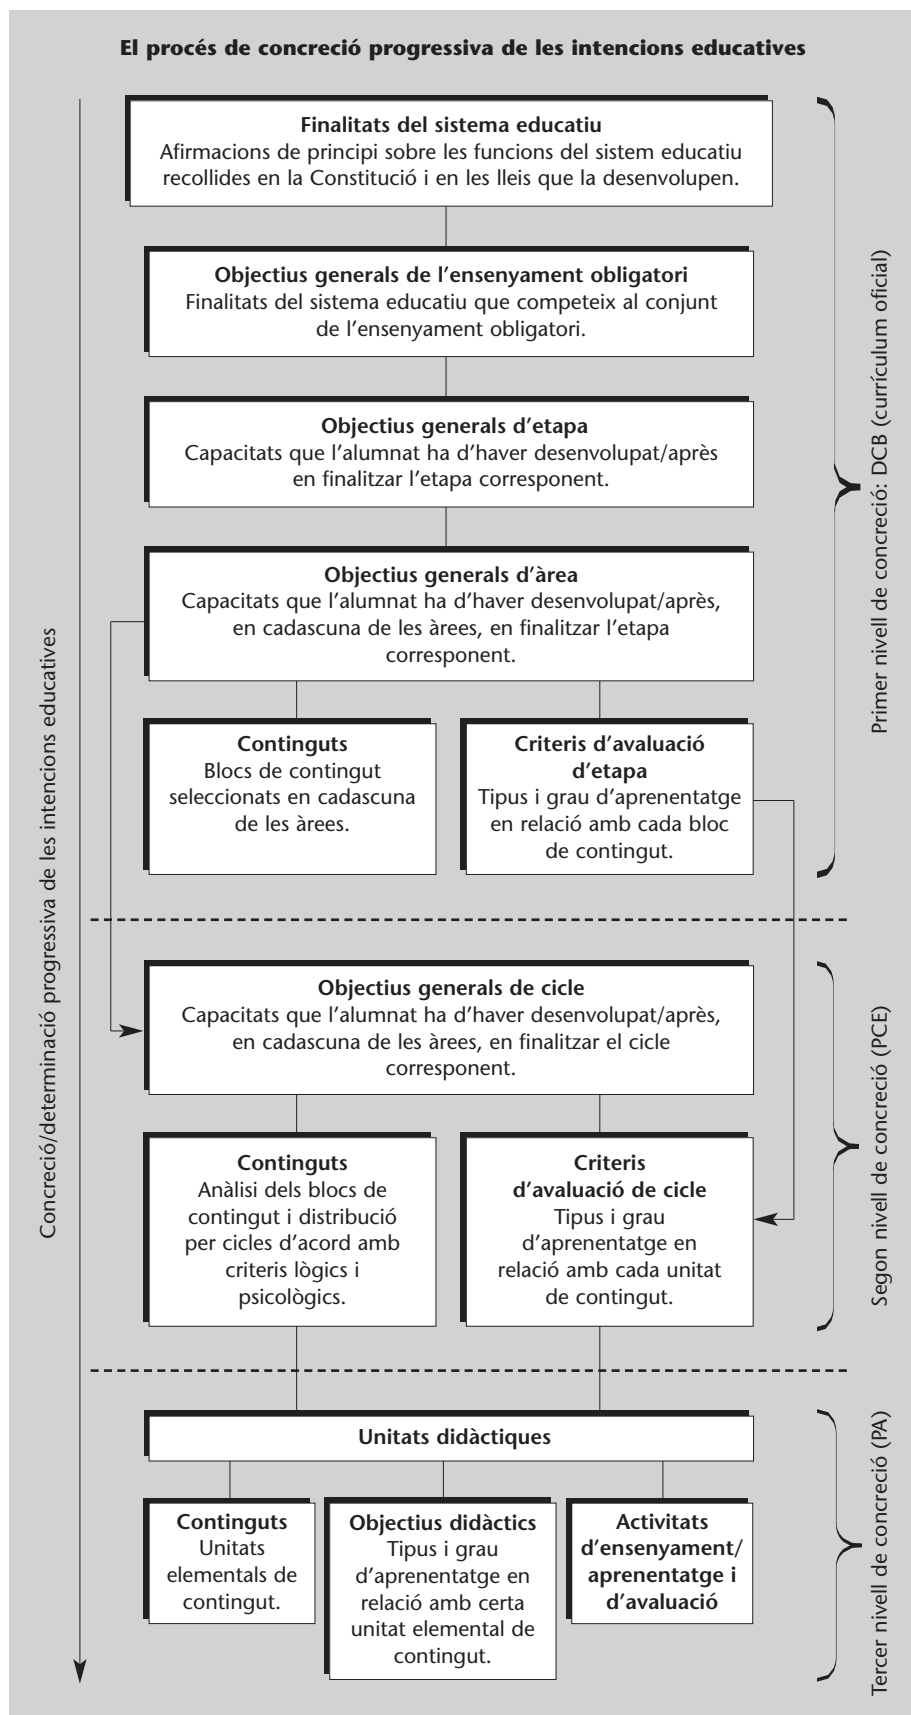 El procés de concreció progressiva de les intencions educatives
Finalitats del sistema educatiu
Afirmacions de principi sobre les funcions del sistem educatiu
recollides en la Constitució i en les lleis que la desenvolupen.
Objectius generals de l'ensenyament obligatori
Finalitats del sistema educatiu que competeix al conjunt
de l'ensenyament obligatori.
Objectius generals d'etapa
Capacitats que l'alumnat ha d'haver desenvolupat/après
en finalitzar l'etapa corresponent.
Objectius generals d'àrea
Capacitats que l'alumnat ha d'haver desenvolupat/après,
en cadascuna de les àrees, en finalitzar l'etapa
corresponent.
Continguts
Blocs de contingut
seleccionats en cadascuna
de les àrees.
Criteris d'avaluació
d'etapa
Tipus i grau d'aprenentatge
en relació amb cada bloc
de contingut.
Primer nivell de concreció: DCB (currículum oficial)
Concreció/determinació progressiva de les intencions educatives
Objectius generals de cicle
Capacitats que l'alumnat ha d'haver desenvolupat/après,
en cadascuna de les àrees, en finalitzar el cicle
corresponent.
Continguts
Anàlisi dels blocs de
contingut i distribució
per cicles d'acord amb
criteris lògics i
psicològics.
Criteris
d'avaluació de cicle
Tipus i grau
d'aprenentatge en
relació amb cada unitat
de contingut.
Segon nivell de concreció (PCE)
Unitats didàctiques
Continguts
Unitats
elementals de
contingut.
Objectius didàctics
Tipus i grau
d'aprenentatge en
relació amb certa
unitat elemental de
contingut.
Activitats
d'ensenyament/
aprenentatge i
d'avaluació
Tercer nivell de concreció (PA)